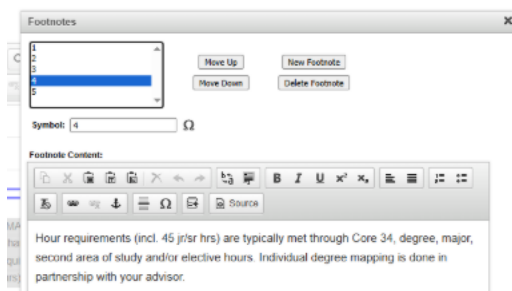 Footnotes
1
2
3
4
5
Move Up
New Footnote
Move Down
Delete Footnote
Symbol: 4 Ω
Footnote Content:
B I U x² xₐ
Ω Source
Hour requirements (incl. 45 jr/sr hrs) are typically met through Core 34, degree, major,
second area of study and/or elective hours. Individual degree mapping is done in
partnership with your advisor.